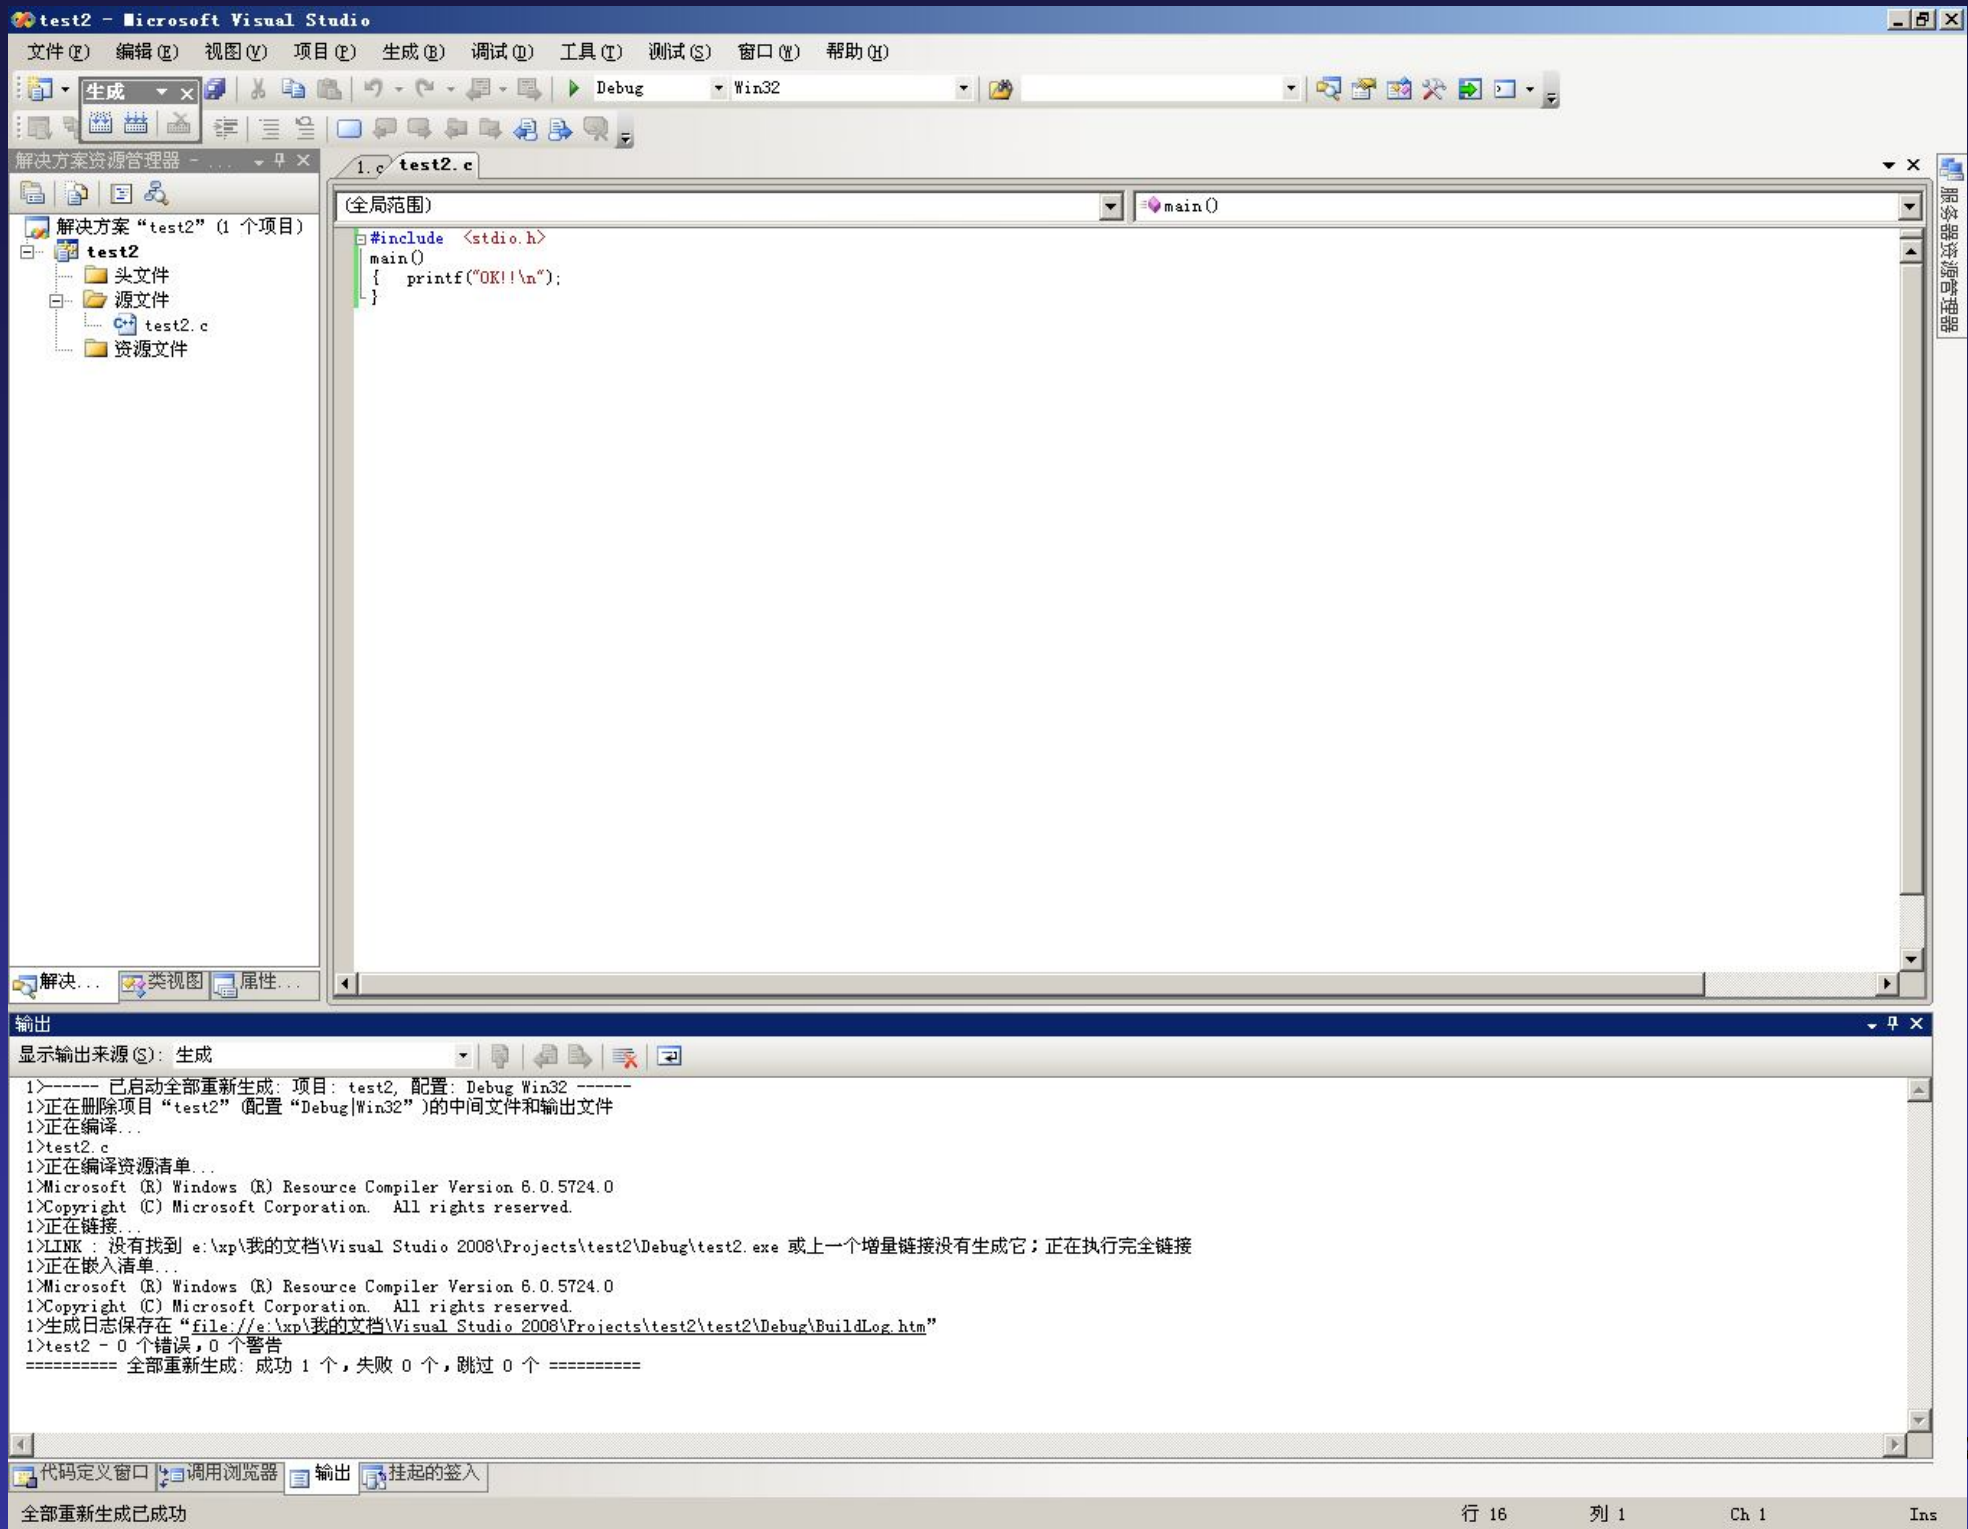 test2 - Microsoft Visual Studio
文件(F) 编辑(E) 视图(V) 项目(P) 生成(B) 调试(D) 工具(T) 测试(S) 窗口(W) 帮助(H)
生成 Debug Win32
解决方案资源管理器 - ...
1.c test2.c
(全局范围) main()
解决方案“test2”(1 个项目)
test2
头文件
源文件
test2.c
资源文件
#include <stdio.h>
main()
{ printf("OK!!\n");
}
服务器资源管理器
解决... 类视图 属性...
输出
显示输出来源(S): 生成
1>------ 已启动全部重新生成: 项目: test2, 配置: Debug Win32 ------
1>正在删除项目“test2”(配置“Debug|Win32”)的中间文件和输出文件
1>正在编译...
1>test2.c
1>正在编译资源清单...
1>Microsoft (R) Windows (R) Resource Compiler Version 6.0.5724.0
1>Copyright (C) Microsoft Corporation.  All rights reserved.
1>正在链接...
1>LINK : 没有找到 e:\xp\我的文档\Visual Studio 2008\Projects\test2\Debug\test2.exe 或上一个增量链接没有生成它；正在执行完全链接
1>正在嵌入清单...
1>Microsoft (R) Windows (R) Resource Compiler Version 6.0.5724.0
1>Copyright (C) Microsoft Corporation.  All rights reserved.
1>生成日志保存在“file://e:\xp\我的文档\Visual Studio 2008\Projects\test2\test2\Debug\BuildLog.htm”
1>test2 - 0 个错误，0 个警告
========== 全部重新生成: 成功 1 个，失败 0 个，跳过 0 个 ==========
代码定义窗口 调用浏览器 输出 挂起的签入
全部重新生成已成功 行 16 列 1 Ch 1 Ins